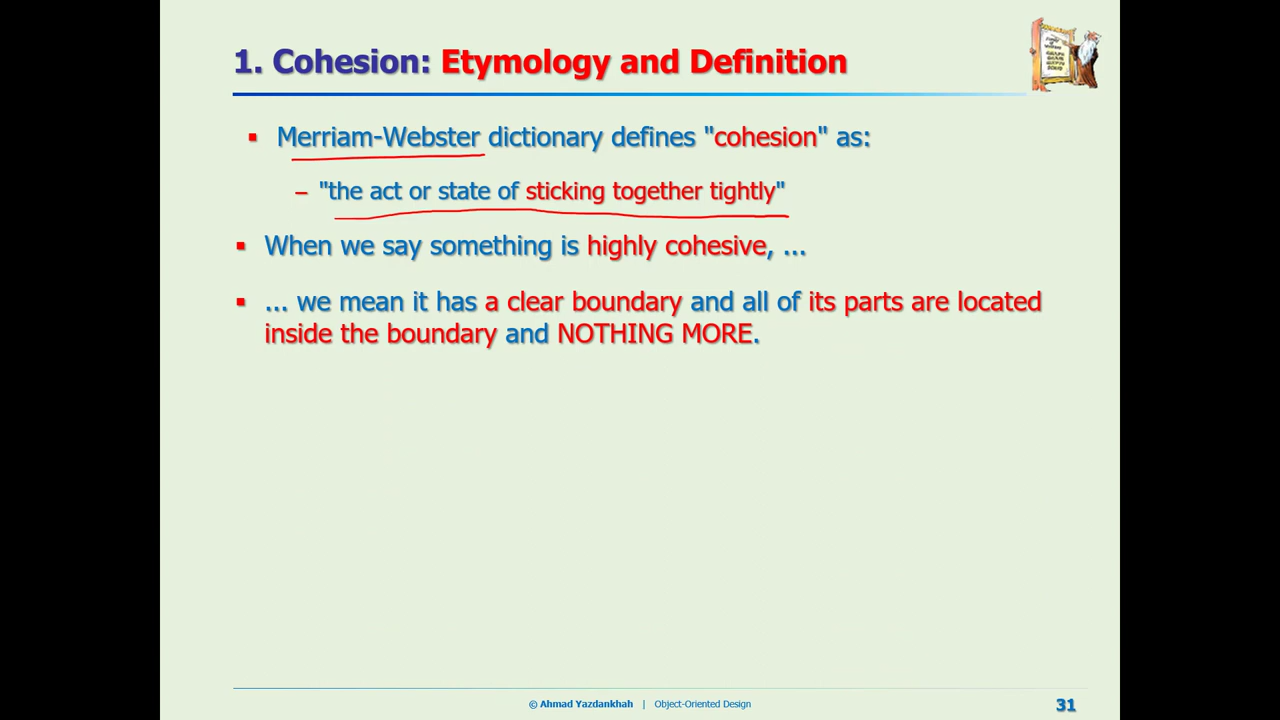 1. Cohesion: Etymology and Definition
▪ Merriam-Webster dictionary defines "cohesion" as:
– "the act or state of sticking together tightly"
▪ When we say something is highly cohesive, ...
▪ ... we mean it has a clear boundary and all of its parts are located
inside the boundary and NOTHING MORE.
© Ahmad Yazdankhah | Object-Oriented Design
31